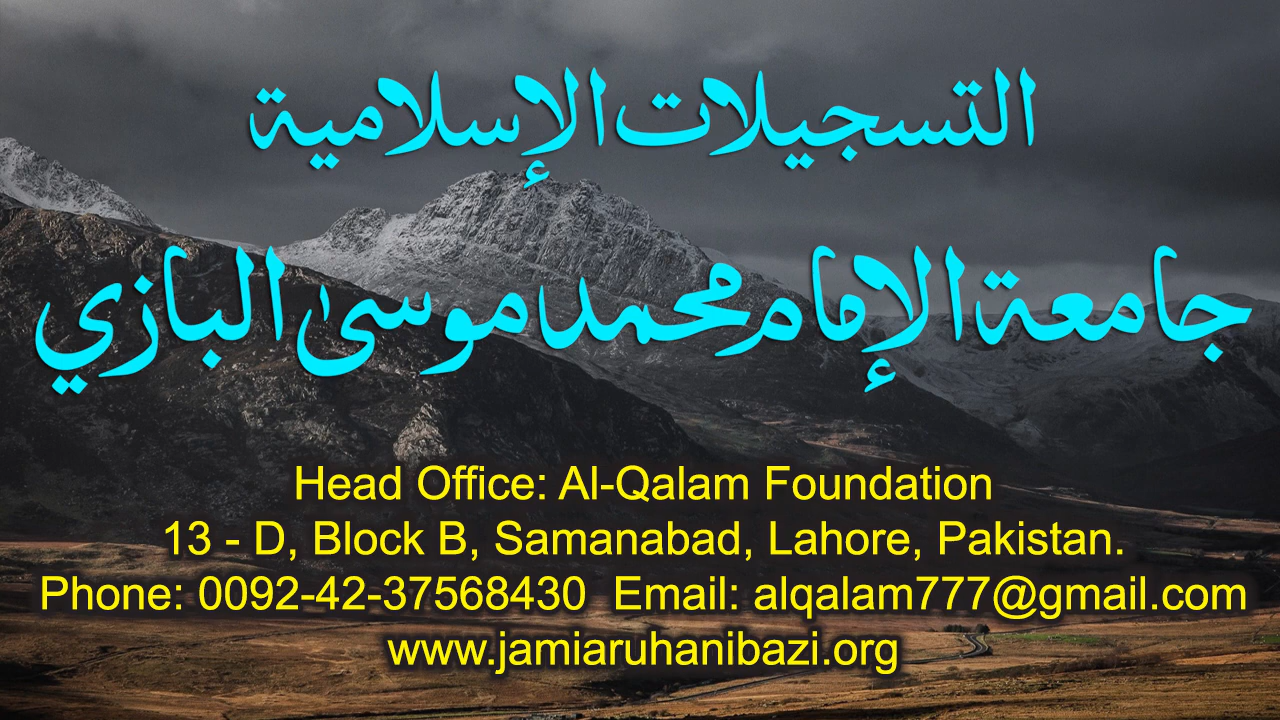 التسجيلات الإسلامية
جامعة الإمام محمد موسىٰ البازي
Head Office: Al-Qalam Foundation
13 - D, Block B, Samanabad, Lahore, Pakistan.
Phone: 0092-42-37568430 Email: alqalam777@gmail.com
www.jamiaruhanibazi.org